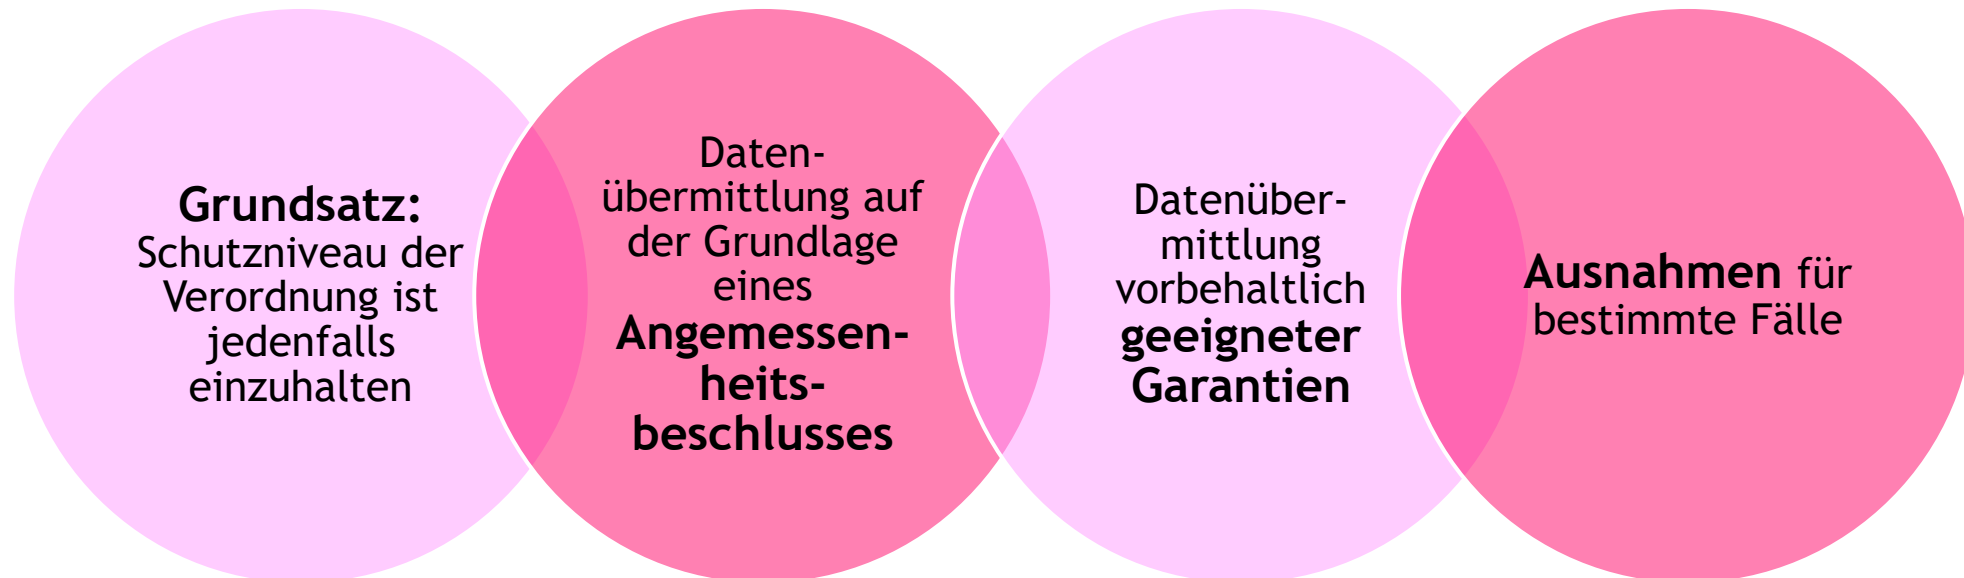 Grundsatz:
Schutzniveau der
Verordnung ist
jedenfalls
einzuhalten
Daten-
übermittlung auf
der Grundlage
eines
Angemessen-
heits-
beschlusses
Datenüber-
mittlung
vorbehaltlich
geeigneter
Garantien
Ausnahmen für
bestimmte Fälle